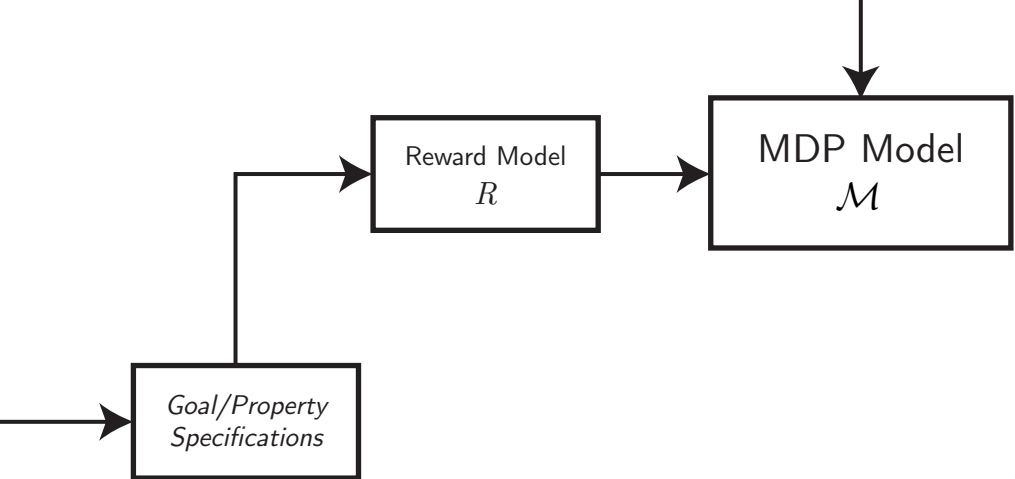 MDP Model
ℳ
Reward Model
R
Goal/Property
Specifications